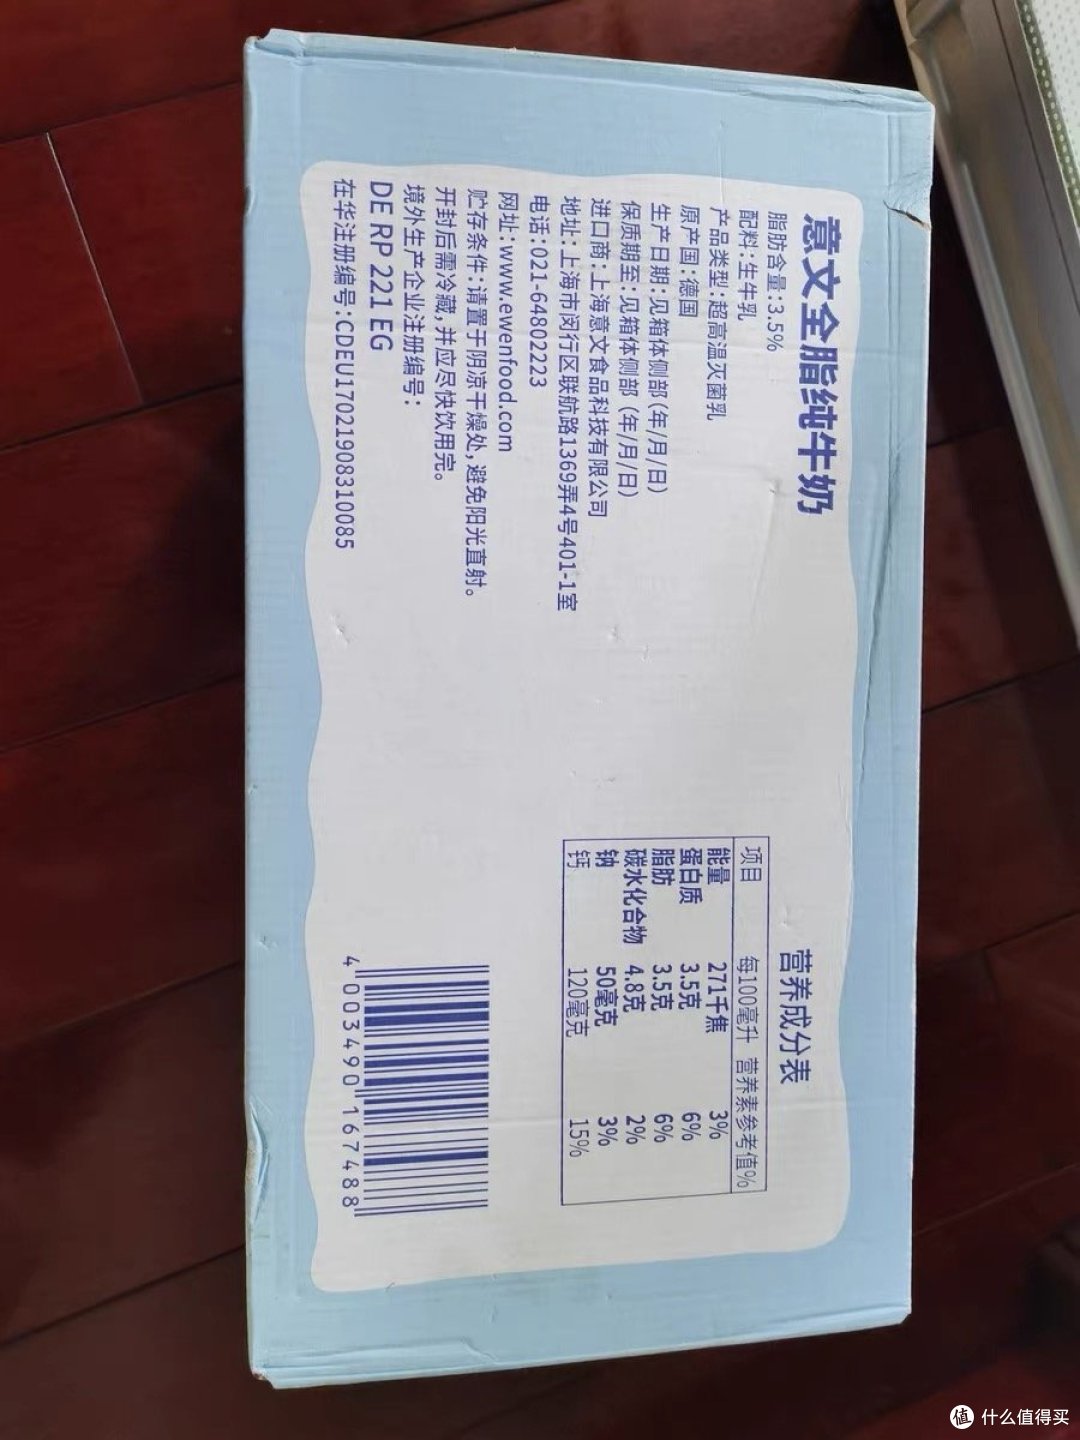 意文全脂纯牛奶
脂肪含量:3.5%
配料:生牛乳
产品类型:超高温灭菌乳
原产国:德国
生产日期:见箱体侧部(年/月/日)
保质期至:见箱体侧部(年/月/日)
进口商:上海意文食品科技有限公司
地址:上海市闵行区联航路1369弄4号401-1室
电话:021-64802223
网址:www.ewenfood.com
贮存条件:请置于阴凉干燥处,避免阳光直射。
开封后需冷藏,并应尽快饮用完。
境外生产企业注册编号:
DE RP 221 EG
在华注册编号:CDEU17021908310085
营养成分表
项目 每100毫升 营养素参考值%
能量 271千焦 3%
蛋白质 3.5克 6%
脂肪 3.5克 6%
碳水化合物 4.8克 2%
钠 50毫克 3%
钙 120毫克 15%
4 003490 167488
值 什么值得买